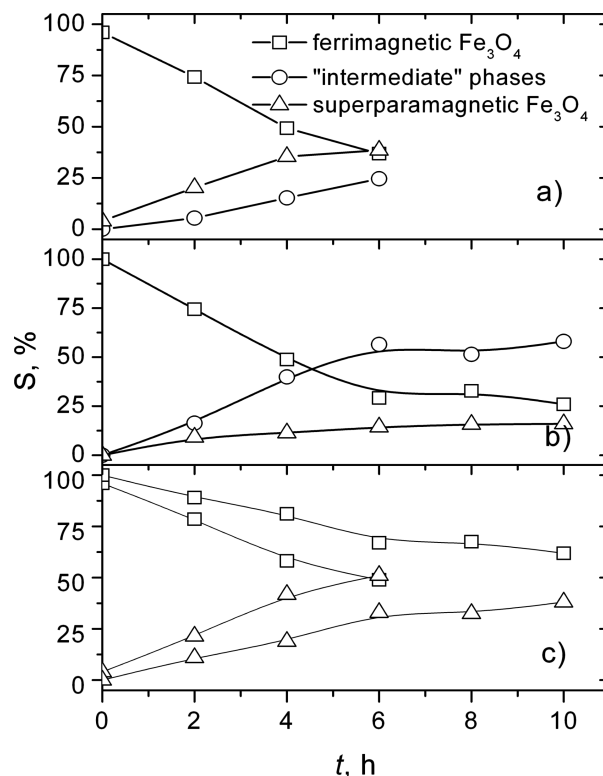 100
75
50
25
0
ferrimagnetic Fe₃O₄
"intermediate" phases
superparamagnetic Fe₃O₄
a)
100
75
50
25
0
b)
S, %
100
75
50
25
0
c)
0 2 4 6 8 10
t, h